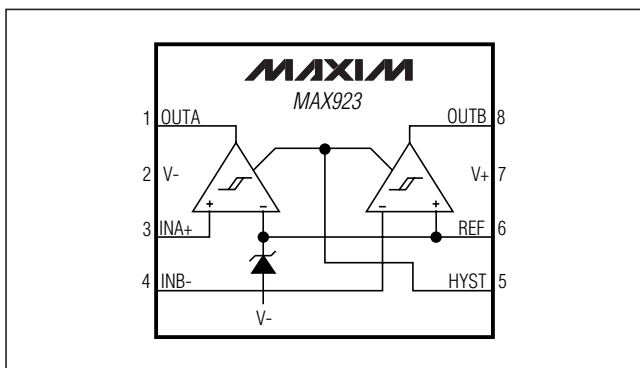 MAXIM
MAX923
1 OUTA OUTB 8
2 V- V+ 7
+ - - +
3 INA+ REF 6
4 INB- HYST 5
V-